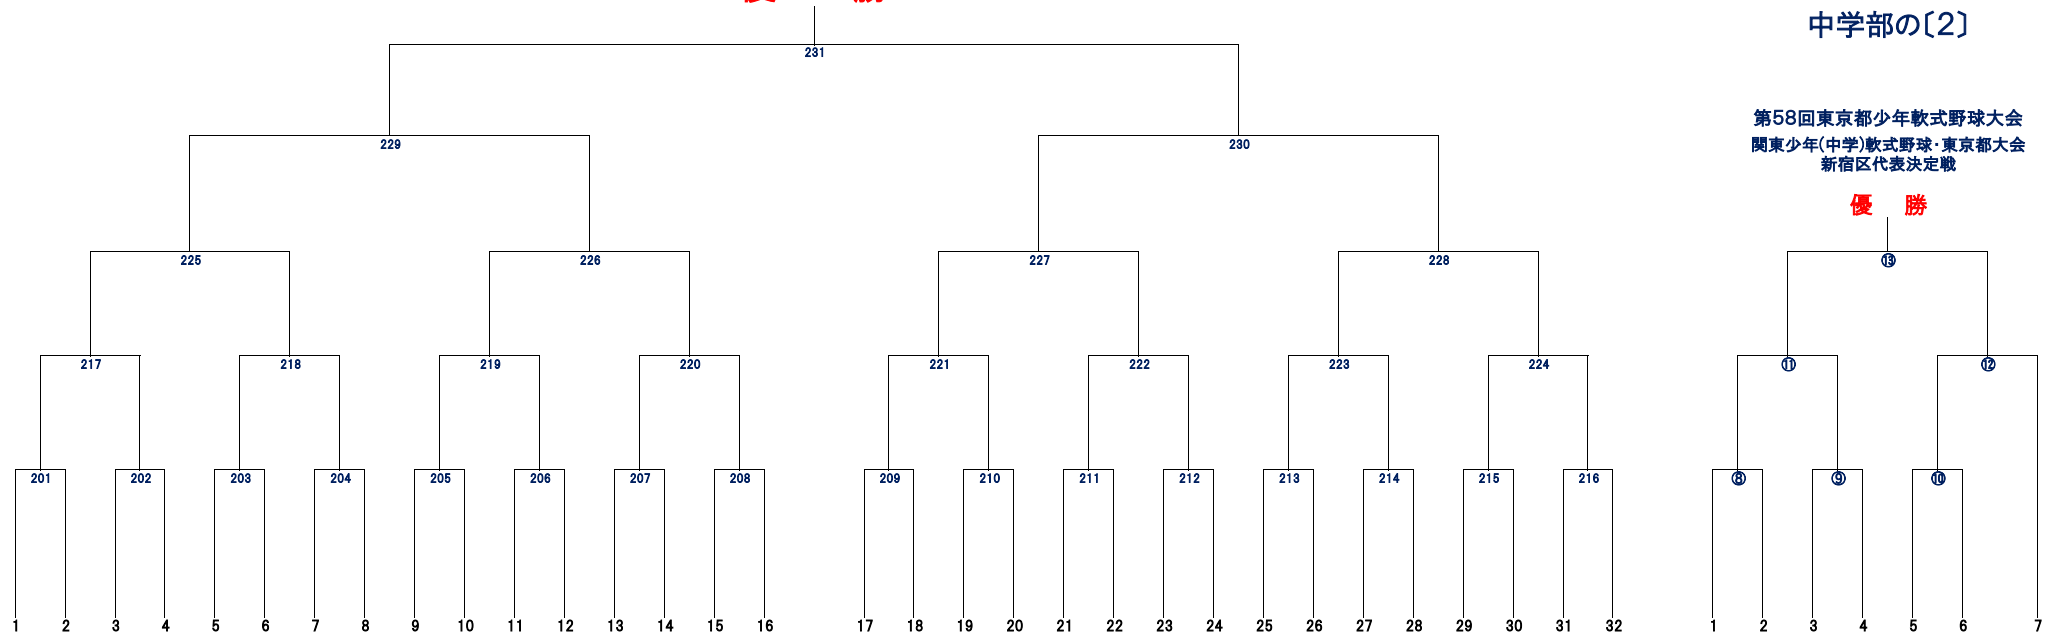 優 勝
中学部の〔2〕
231
第58回東京都少年軟式野球大会
229 230 関東少年(中学)軟式野球・東京都大会
新宿区代表決定戦
優 勝
225 226 227 228 ⑬
217 218 219 220 221 222 223 224 ⑪ ⑫
201 202 203 204 205 206 207 208 209 210 211 212 213 214 215 216 ⑧ ⑨ ⑩
1 2 3 4 5 6 7 8 9 10 11 12 13 14 15 16 17 18 19 20 21 22 23 24 25 26 27 28 29 30 31 32 1 2 3 4 5 6 7